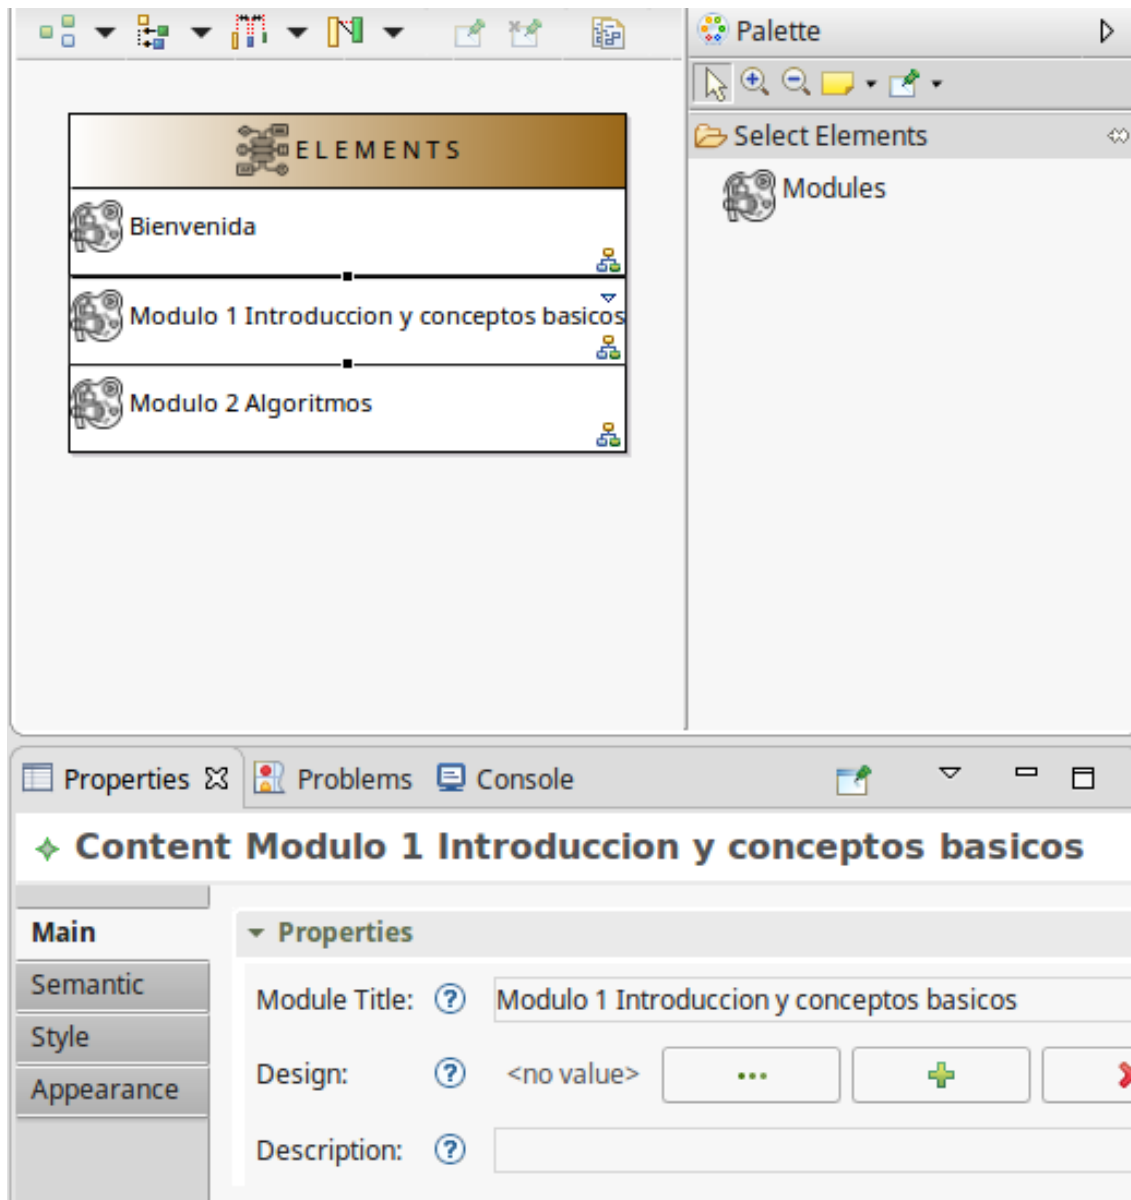 Palette
ELEMENTS
Select Elements
Modules
Bienvenida
Modulo 1 Introduccion y conceptos basicos
Modulo 2 Algoritmos
Properties Problems Console
Content Modulo 1 Introduccion y conceptos basicos
Main
Properties
Semantic
Module Title: Modulo 1 Introduccion y conceptos basicos
Style
Design: <no value> ...
Appearance
Description: